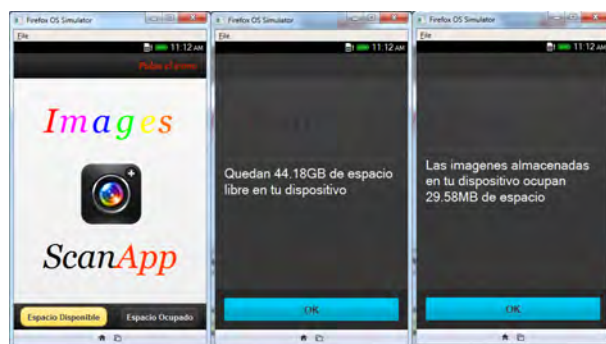 Firefox OS Simulator
File
11:12 AM
Images
ScanApp
Espacio Disponible
Espacio Ocupado
Firefox OS Simulator
File
11:12 AM
Quedan 44.18GB de espacio
libre en tu dispositivo
OK
Firefox OS Simulator
File
11:12 AM
Las imagenes almacenadas
en tu dispositivo ocupan
29.58MB de espacio
OK